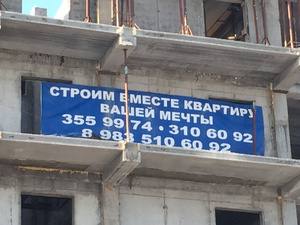 СТРОИМ ВМЕСТЕ КВАРТИРУ
ВАШЕЙ МЕЧТЫ
355 99 74 • 310 60 92
8 983 510 60 92